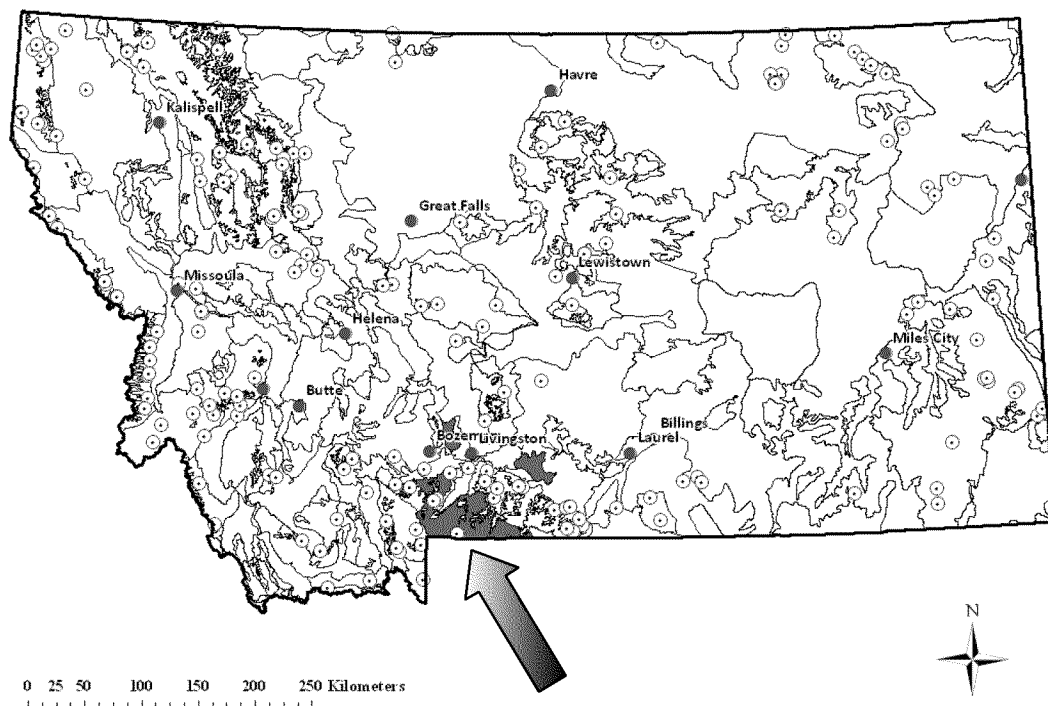 Havre
Kalispell
Great Falls
Lewistown
Missoula
Helena
Miles City
Butte
Billings
Bozem Livingston
Laurel
N
0 25 50 100 150 200 250 Kilometers